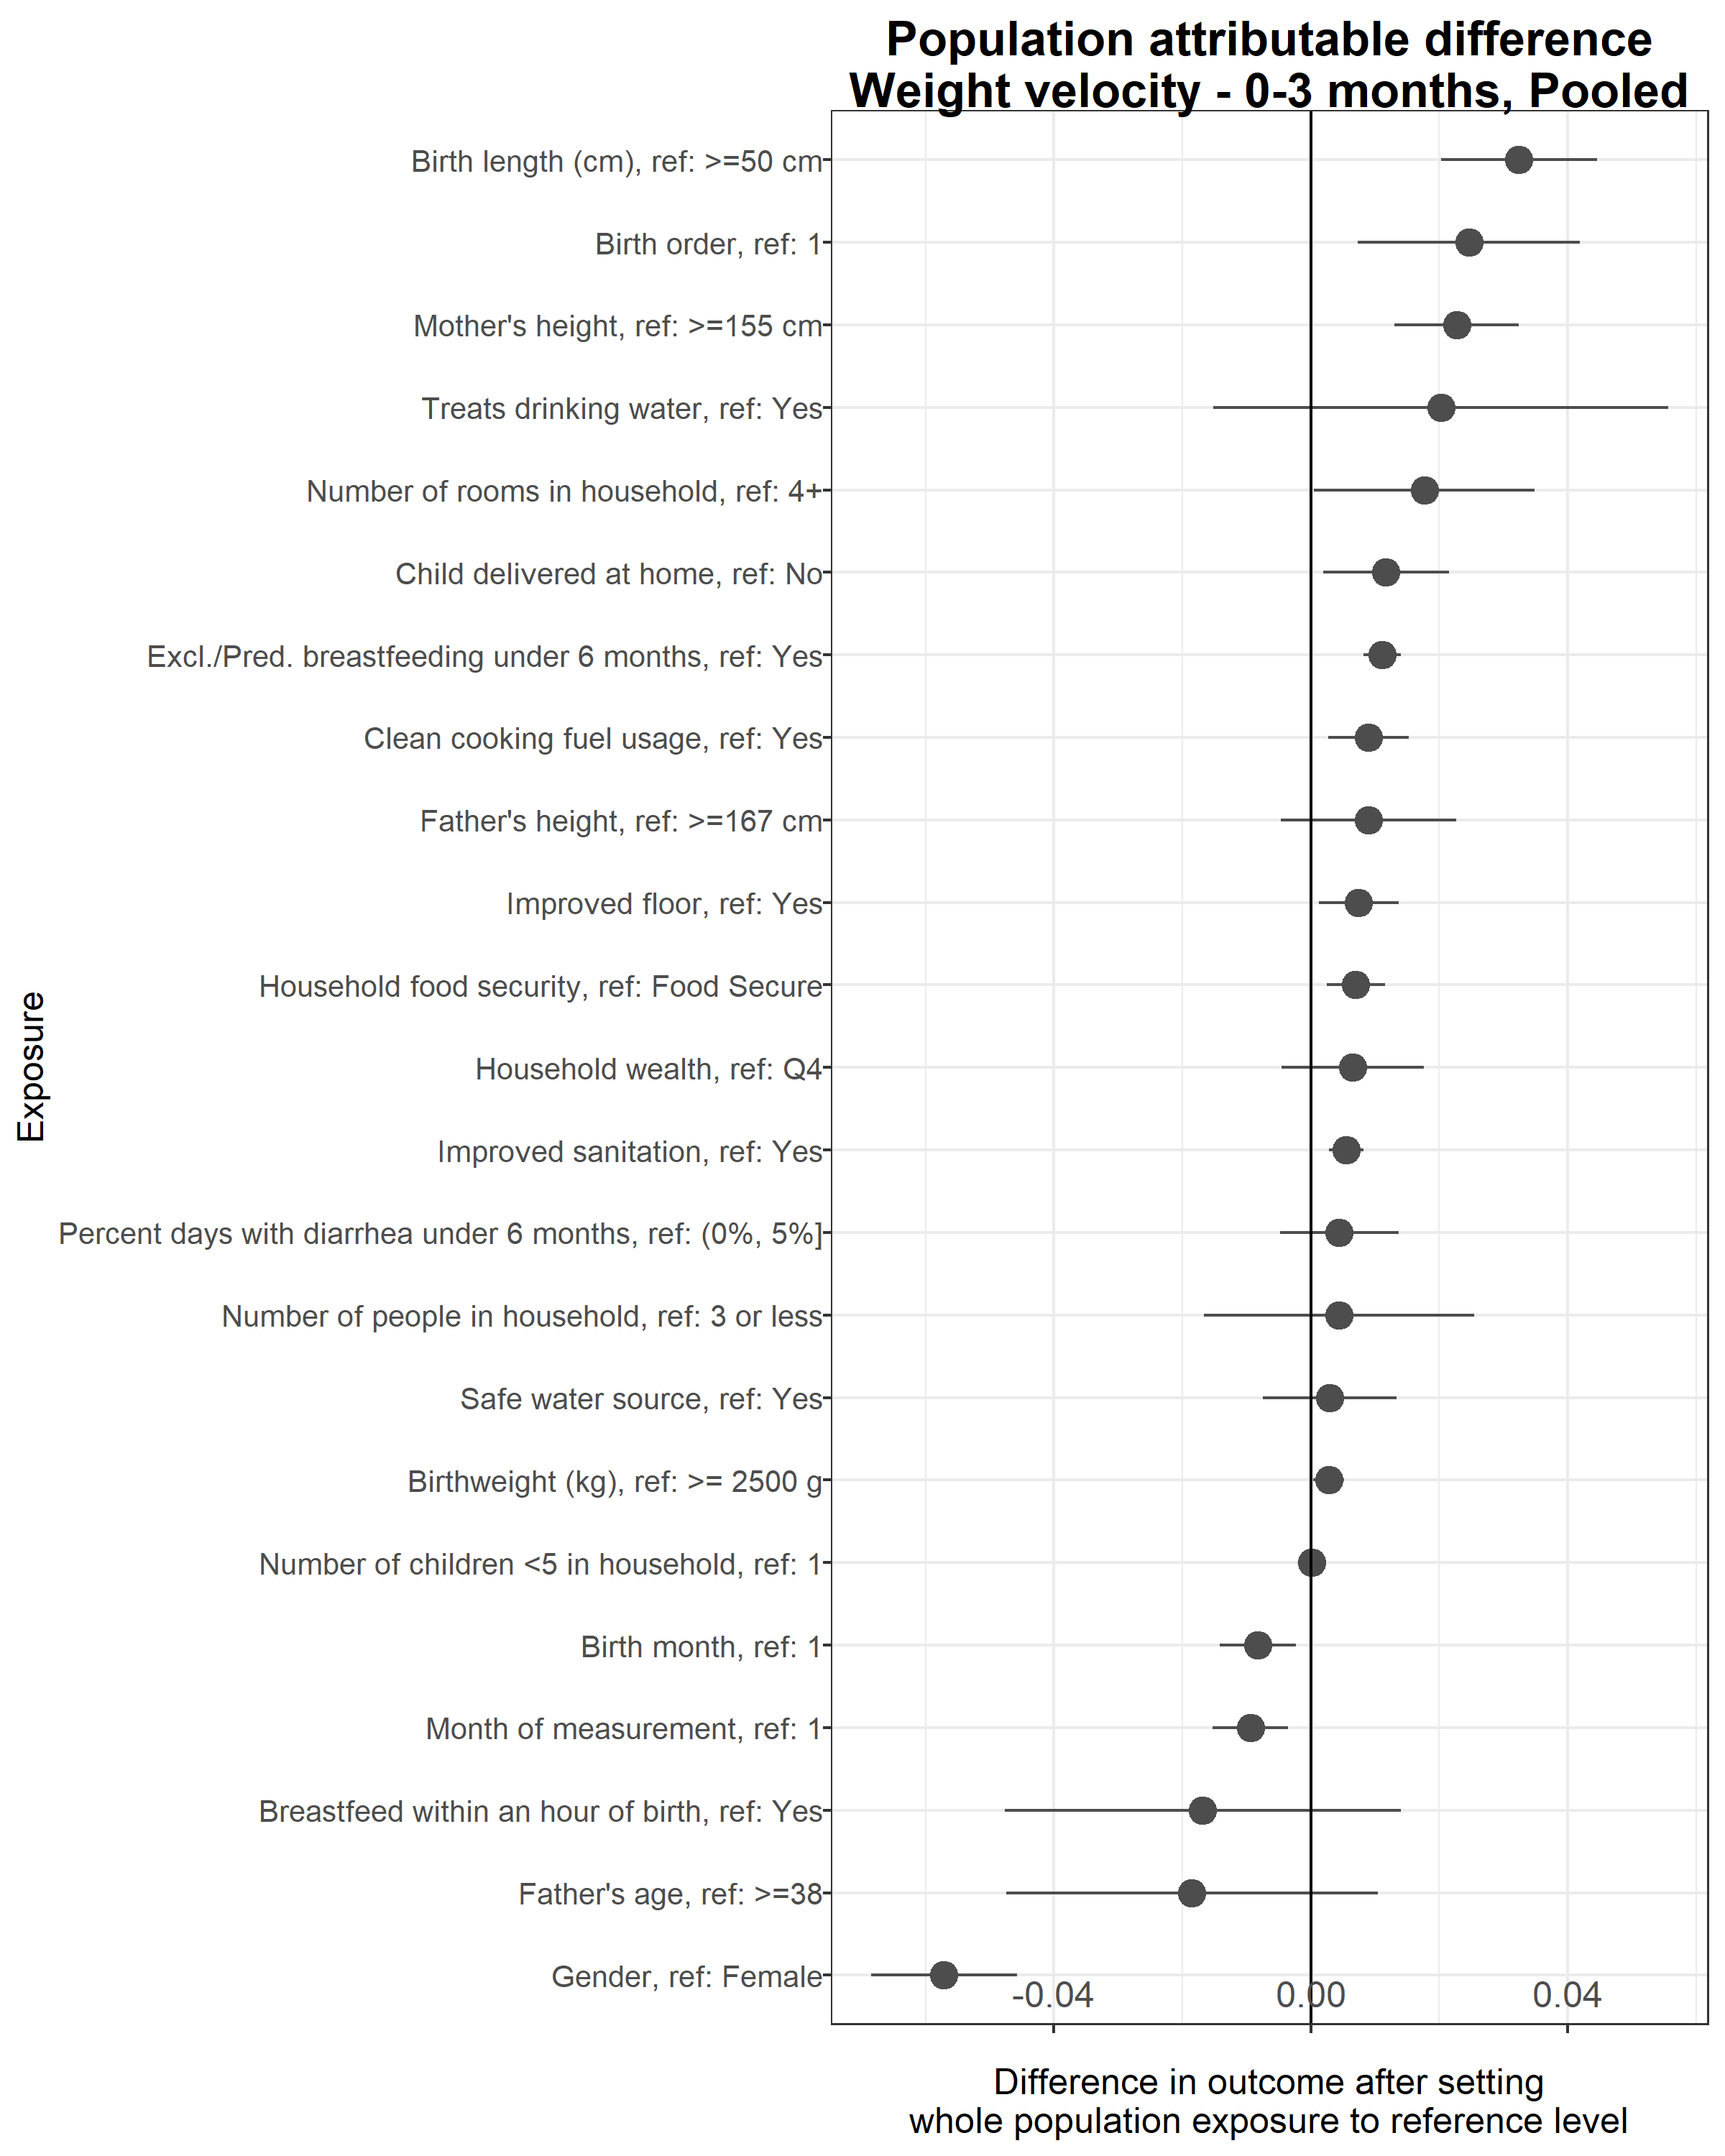 Population attributable difference
Weight velocity - 0-3 months, Pooled
Birth length (cm), ref: >=50 cm
Birth order, ref: 1
Mother's height, ref: >=155 cm
Treats drinking water, ref: Yes
Number of rooms in household, ref: 4+
Child delivered at home, ref: No
Excl./Pred. breastfeeding under 6 months, ref: Yes
Clean cooking fuel usage, ref: Yes
Father's height, ref: >=167 cm
Improved floor, ref: Yes
Household food security, ref: Food Secure
Household wealth, ref: Q4
Improved sanitation, ref: Yes
Percent days with diarrhea under 6 months, ref: (0%, 5%]
Number of people in household, ref: 3 or less
Safe water source, ref: Yes
Birthweight (kg), ref: >= 2500 g
Number of children <5 in household, ref: 1
Birth month, ref: 1
Month of measurement, ref: 1
Breastfeed within an hour of birth, ref: Yes
Father's age, ref: >=38
Gender, ref: Female
Exposure
-0.04 0.00 0.04
Difference in outcome after setting
whole population exposure to reference level